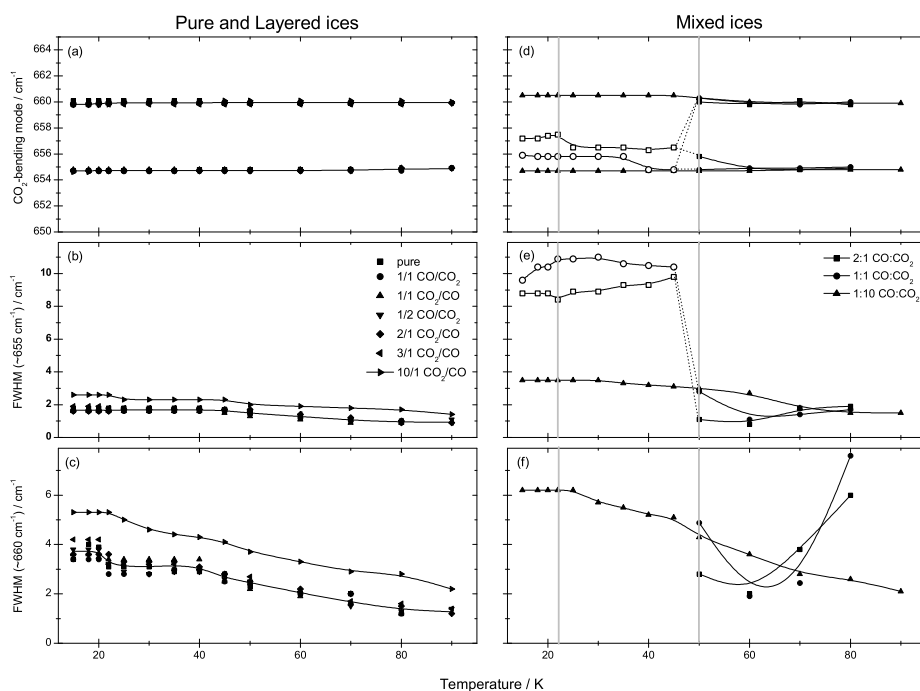 Pure and Layered ices
Mixed ices
(a)
664
662
660
658
656
654
652
650
CO₂-bending mode / cm⁻¹
(d)
(b)
10
8
6
4
2
0
FWHM (~655 cm⁻¹) / cm⁻¹
pure
1/1 CO/CO₂
1/1 CO₂/CO
1/2 CO/CO₂
2/1 CO₂/CO
3/1 CO₂/CO
10/1 CO₂/CO
(e)
2:1 CO:CO₂
1:1 CO:CO₂
1:10 CO:CO₂
(c)
6
4
2
0
FWHM (~660 cm⁻¹) / cm⁻¹
(f)
20 40 60 80
20 40 60 80
Temperature / K